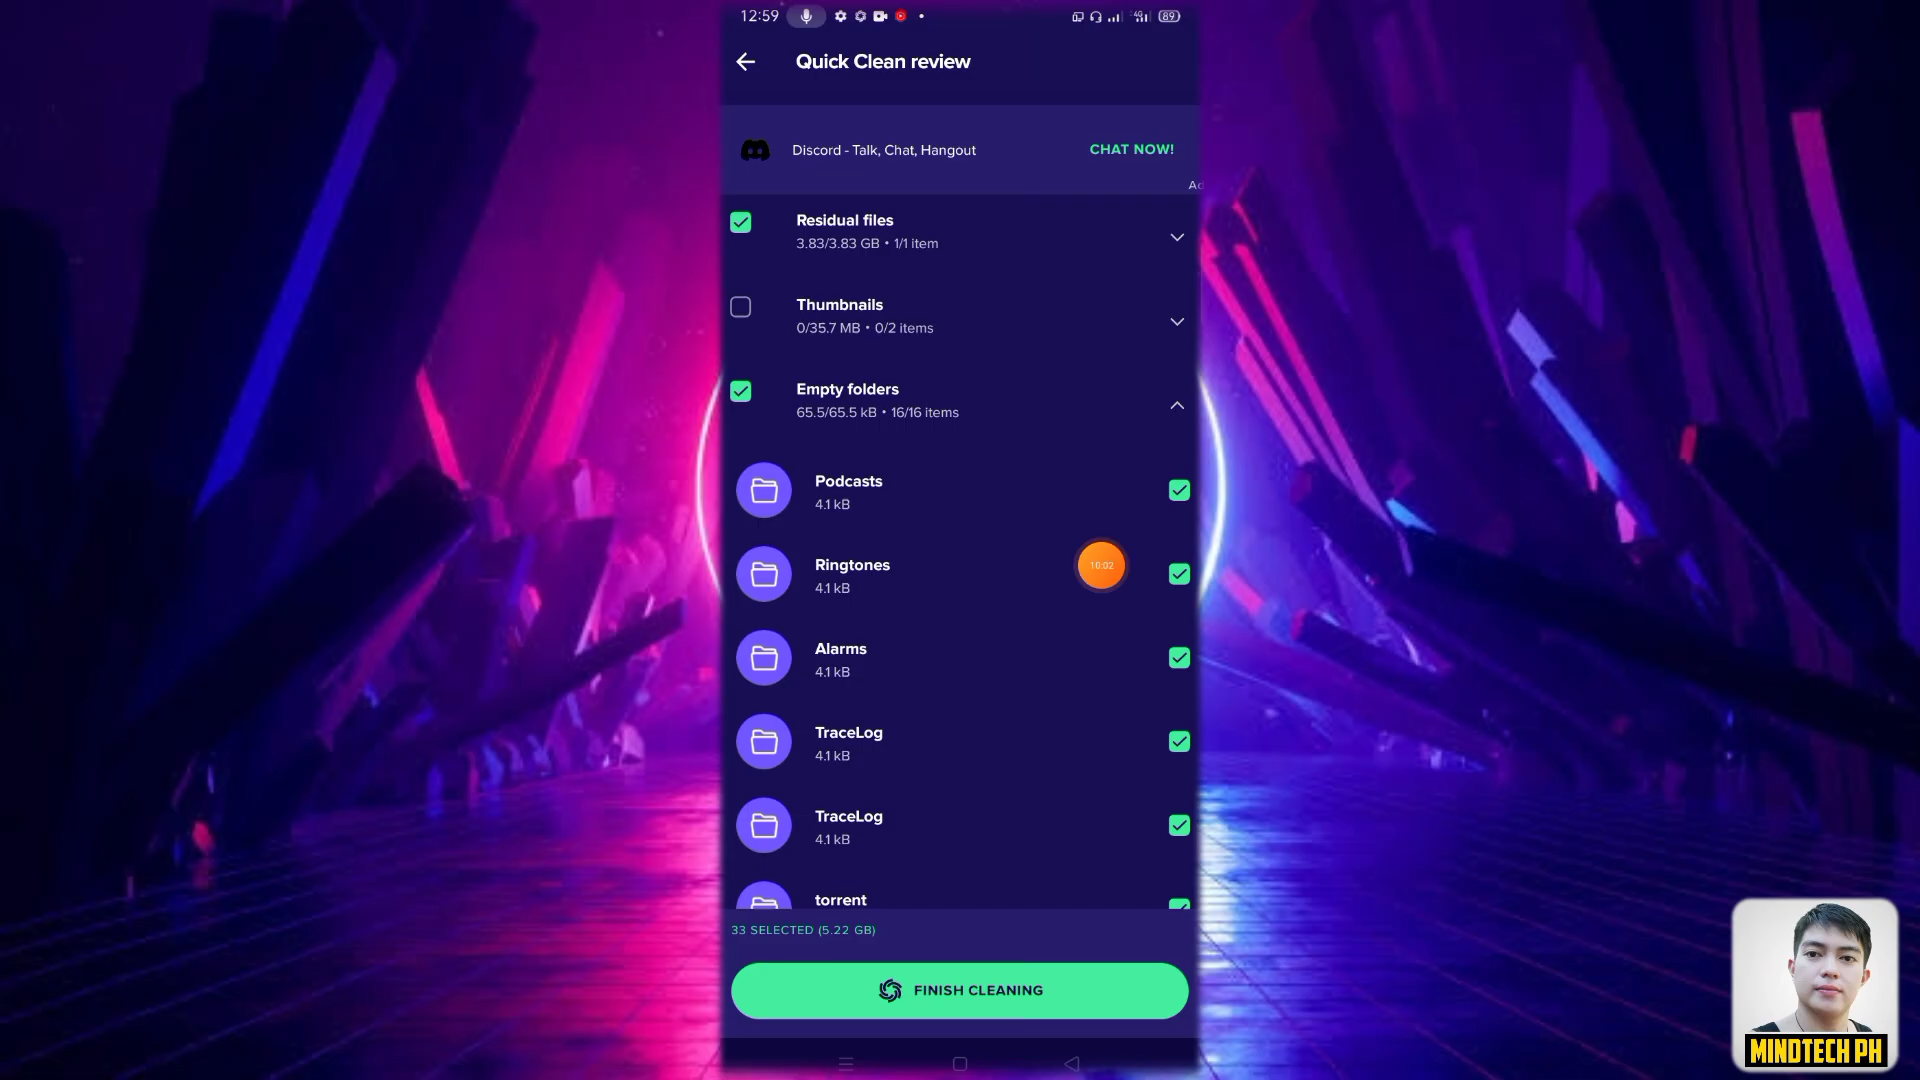 12:59
4G
89
Quick Clean review
Discord - Talk, Chat, Hangout
CHAT NOW!
Ad
Residual files
3.83/3.83 GB • 1/1 item
Thumbnails
0/35.7 MB • 0/2 items
Empty folders
65.5/65.5 kB • 16/16 items
Podcasts
4.1 kB
Ringtones
4.1 kB
10:02
Alarms
4.1 kB
TraceLog
4.1 kB
TraceLog
4.1 kB
torrent
33 SELECTED (5.22 GB)
FINISH CLEANING
MINDTECH PH